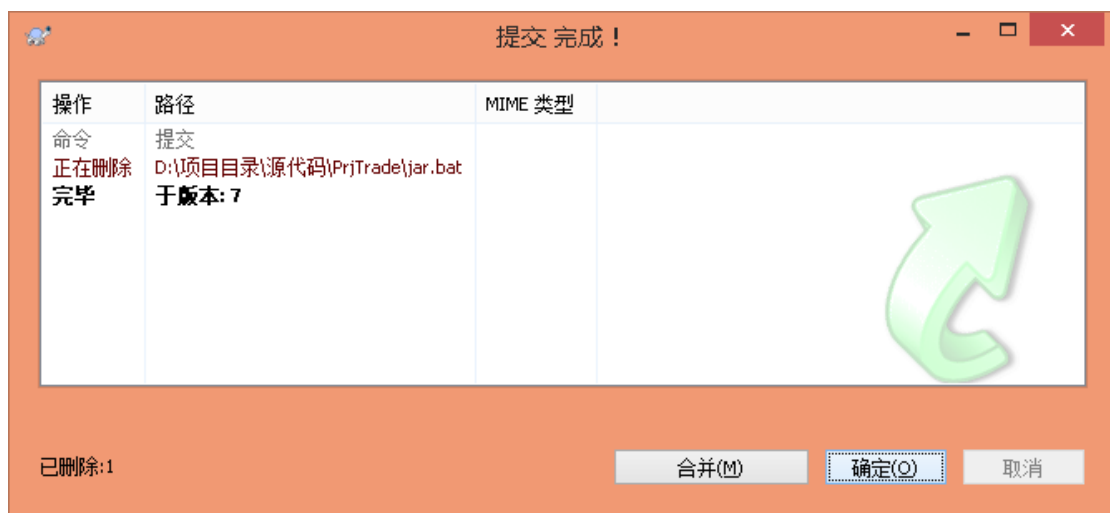 提交 完成！
操作 路径 MIME 类型
命令 提交
正在删除 D:\项目目录\源代码\PrjTrade\jar.bat
完毕 于版本: 7
已删除:1 合并(M) 确定(O) 取消